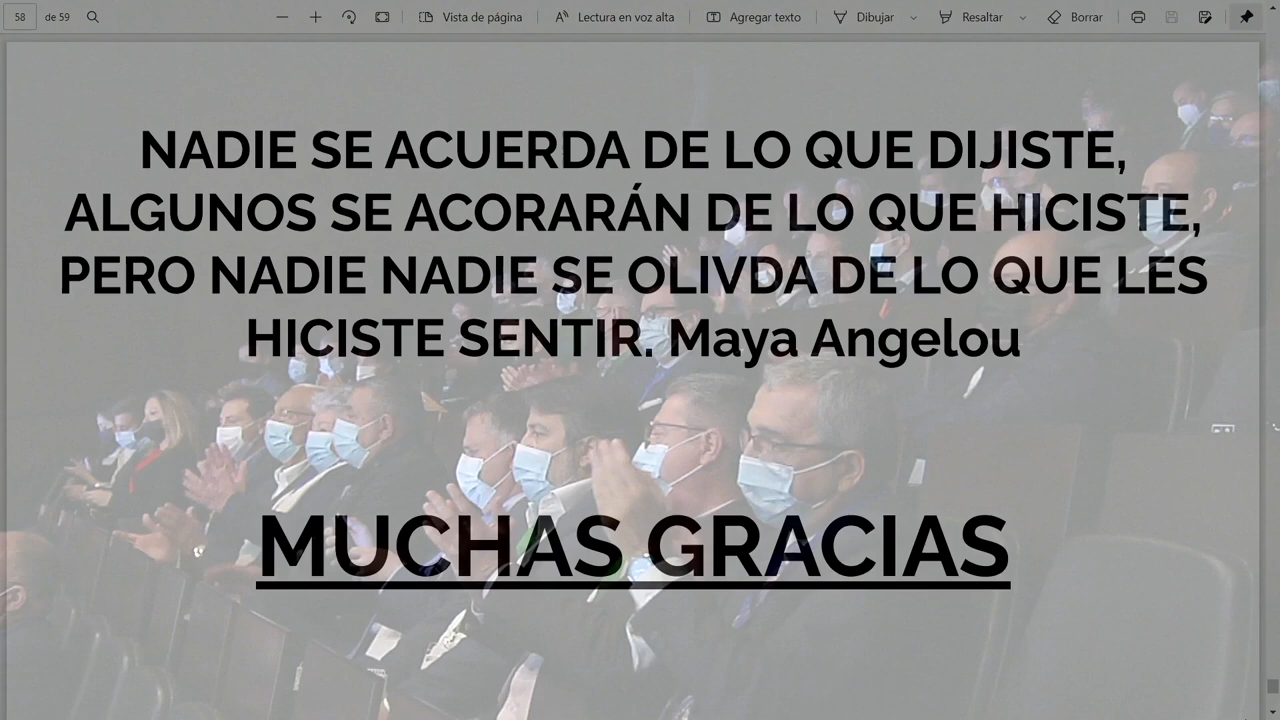 58 de 59 Vista de página Lectura en voz alta Agregar texto Dibujar Resaltar Borrar
NADIE SE ACUERDA DE LO QUE DIJISTE,
ALGUNOS SE ACORARÁN DE LO QUE HICISTE,
PERO NADIE NADIE SE OLIVDA DE LO QUE LES
HICISTE SENTIR. Maya Angelou
MUCHAS GRACIAS